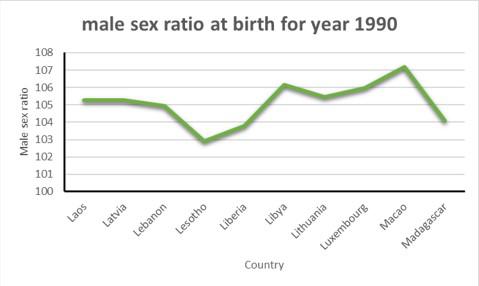 male sex ratio at birth for year 1990
108
107
106
105
104
103
102
101
100
Male sex ratio
Laos
Latvia
Lebanon
Lesotho
Liberia
Libya
Lithuania
Luxembourg
Macao
Madagascar
Country